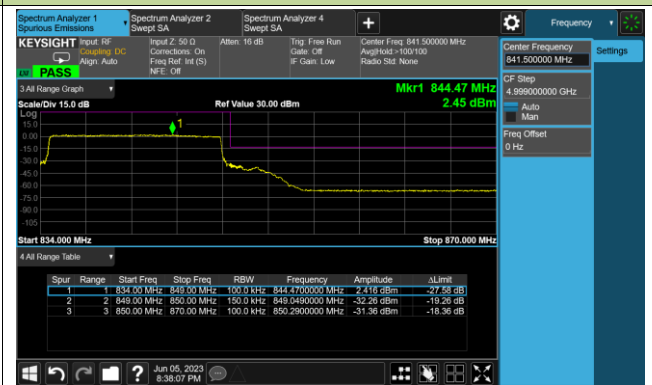 Spectrum Analyzer 1
Spurious Emissions
Spectrum Analyzer 2
Swept SA
Spectrum Analyzer 4
Swept SA
Frequency
KEYSIGHT
Input: RF
Coupling: DC
Align: Auto
Input Z: 50 Ω
Corrections: On
Freq Ref: Int (S)
NFE: Off
Atten: 16 dB
Trig: Free Run
Gate: Off
IF Gain: Low
Center Freq: 841.500000 MHz
Avg|Hold:>100/100
Radio Std: None
PASS
Center Frequency
841.500000 MHz
Settings
CF Step
4.999000000 GHz
Auto
Man
Freq Offset
0 Hz
3 All Range Graph
Mkr1 844.47 MHz
Scale/Div 15.0 dB
Ref Value 30.00 dBm
2.45 dBm
Log
15.0
0.00
-15.0
-30.0
-45.0
-60.0
-75.0
-90.0
-105
1
Start 834.000 MHz
Stop 870.000 MHz
4 All Range Table
Spur Range Start Freq Stop Freq RBW Frequency Amplitude ΔLimit
1 1 834.00 MHz 849.00 MHz 100.0 kHz 844.4700000 MHz 2.416 dBm -27.58 dB
2 2 849.00 MHz 850.00 MHz 150.0 kHz 849.0490000 MHz -32.26 dBm -19.26 dB
3 3 850.00 MHz 870.00 MHz 100.0 kHz 850.2900000 MHz -31.36 dBm -18.36 dB
Jun 05, 2023
8:38:07 PM